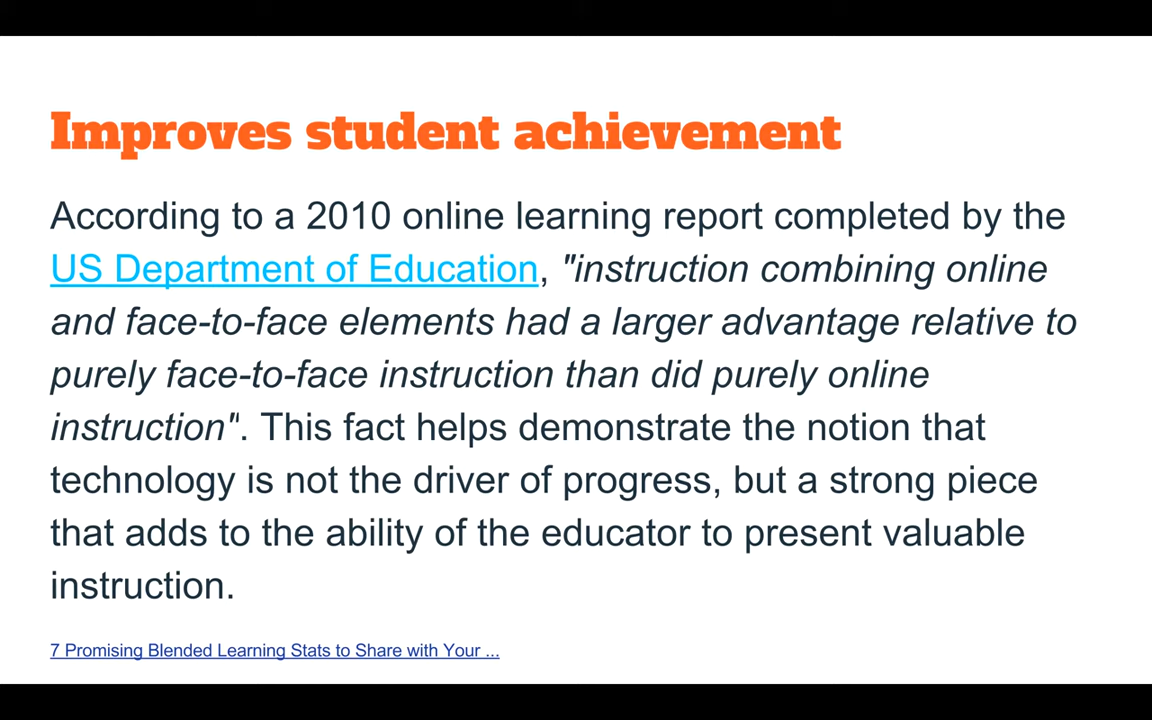 Improves student achievement
According to a 2010 online learning report completed by the
US Department of Education, "instruction combining online
and face-to-face elements had a larger advantage relative to
purely face-to-face instruction than did purely online
instruction". This fact helps demonstrate the notion that
technology is not the driver of progress, but a strong piece
that adds to the ability of the educator to present valuable
instruction.
7 Promising Blended Learning Stats to Share with Your ...